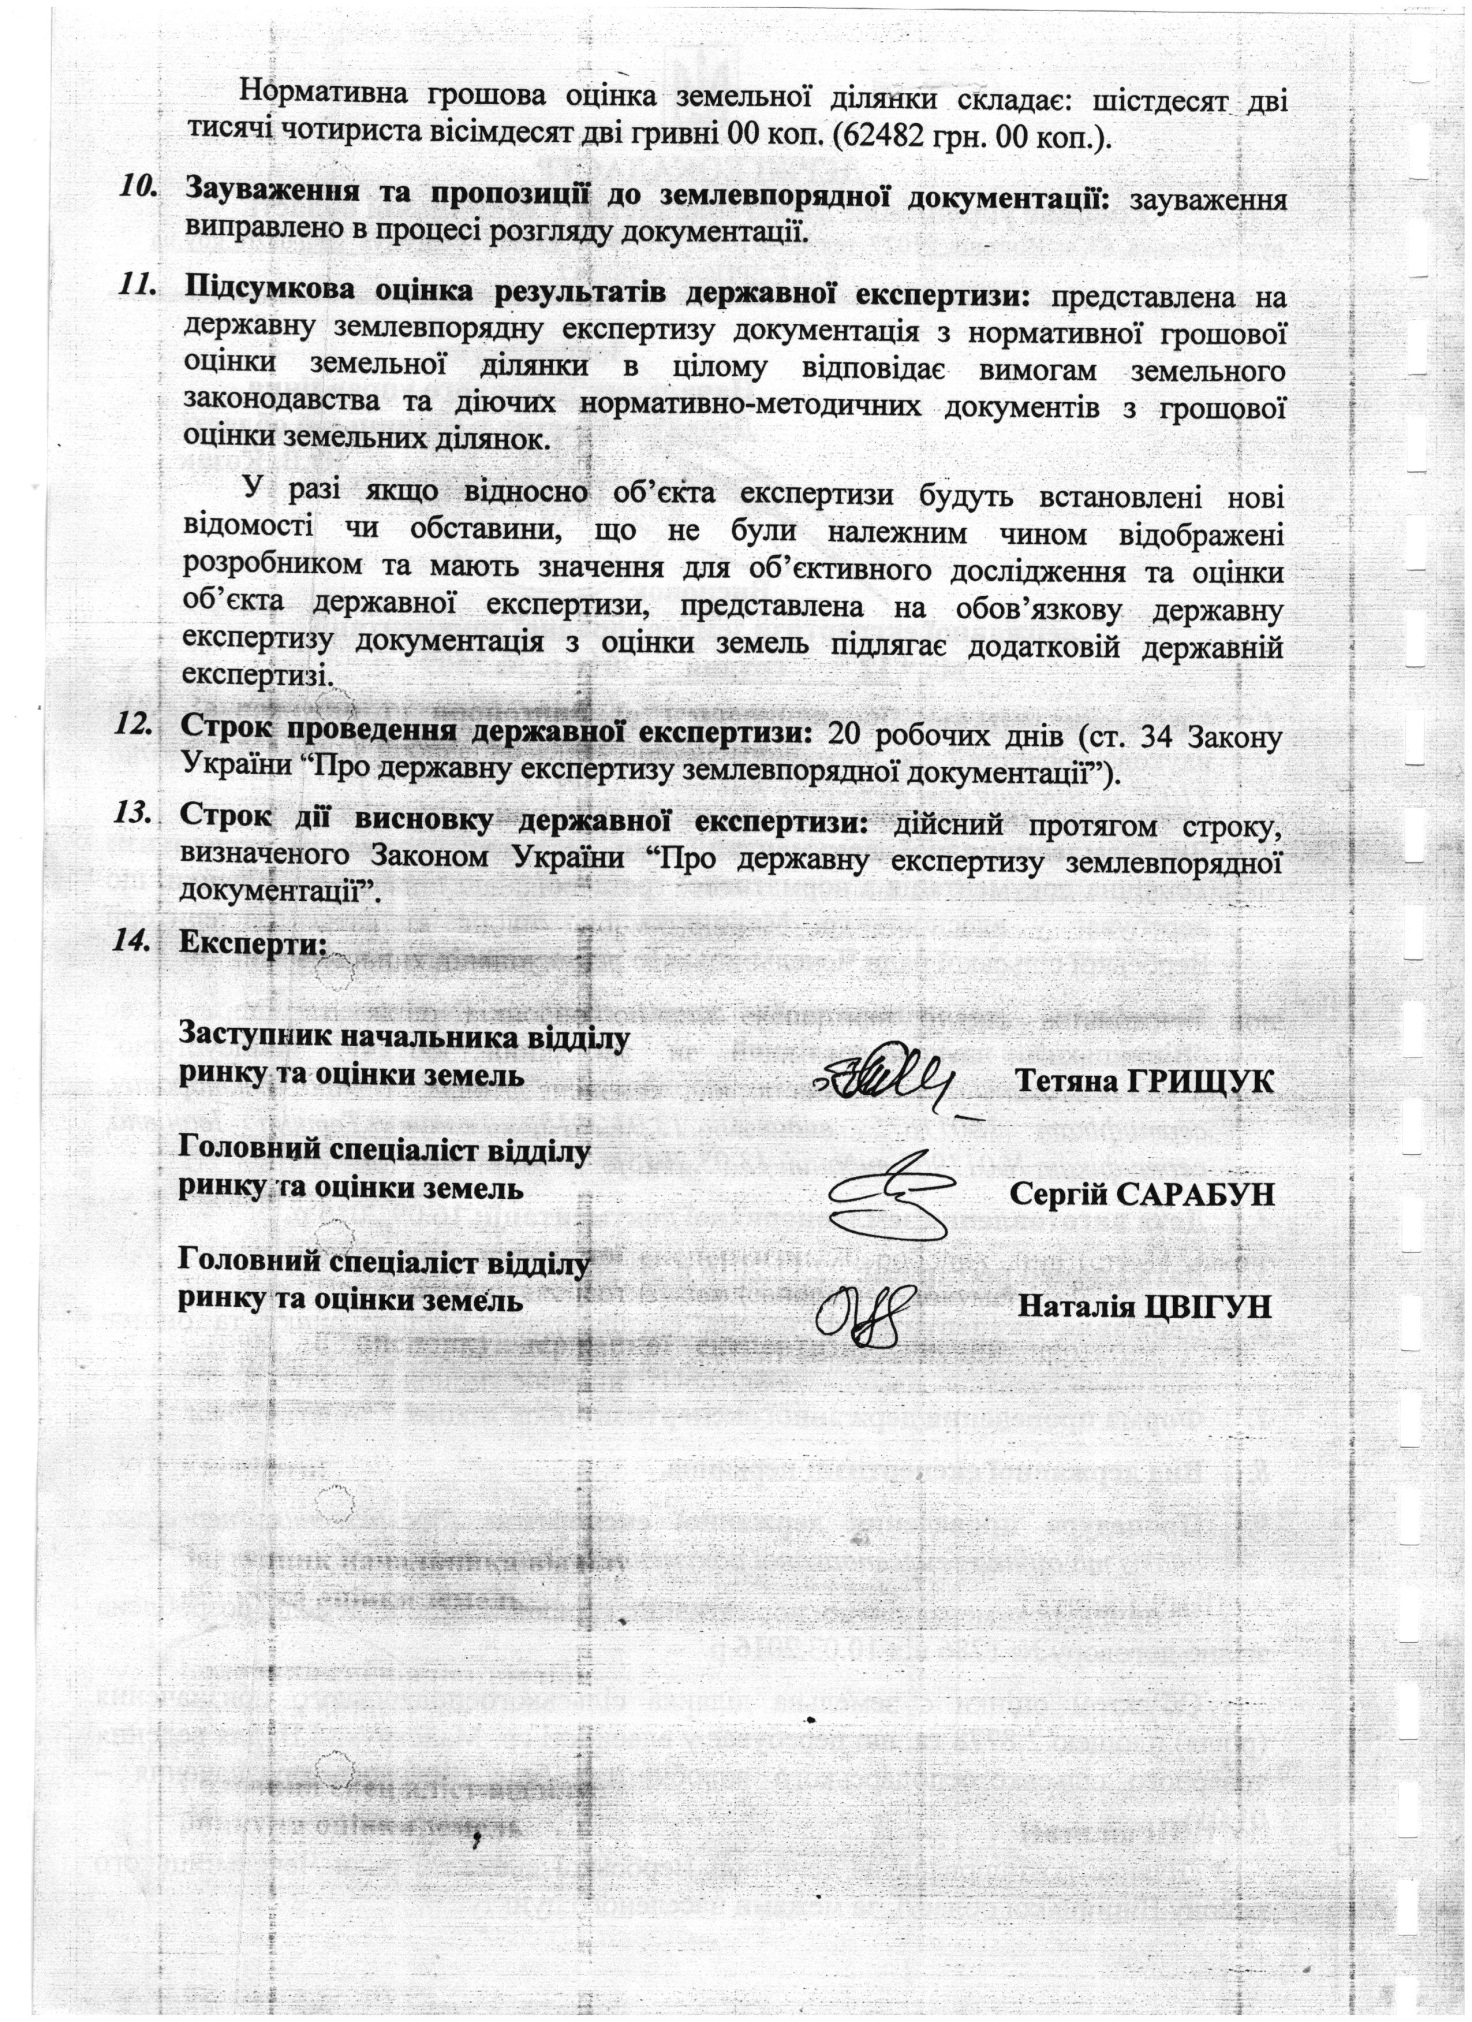 Нормативна грошова оцінка земельної ділянки складає: шістдесят дві
тисячі чотириста вісімдесят дві гривні 00 коп. (62482 грн. 00 коп.).
10. Зауваження та пропозиції до землевпорядної документації: зауваження
виправлено в процесі розгляду документації.
11. Підсумкова оцінка результатів державної експертизи: представлена на
державну землевпорядну експертизу документація з нормативної грошової
оцінки земельної ділянки в цілому відповідає вимогам земельного
законодавства та діючих нормативно-методичних документів з грошової
оцінки земельних ділянок.
У разі якщо відносно об’єкта експертизи будуть встановлені нові
відомості чи обставини, що не були належним чином відображені
розробником та мають значення для об’єктивного дослідження та оцінки
об’єкта державної експертизи, представлена на обов’язкову державну
експертизу документація з оцінки земель підлягає додатковій державній
експертизі.
12. Строк проведення державної експертизи: 20 робочих днів (ст. 34 Закону
України “Про державну експертизу землевпорядної документації”).
13. Строк дії висновку державної експертизи: дійсний протягом строку,
визначеного Законом України “Про державну експертизу землевпорядної
документації”.
14. Експерти:
Заступник начальника відділу
ринку та оцінки земель Тетяна ГРИЩУК
Головний спеціаліст відділу
ринку та оцінки земель Сергій САРАБУН
Головний спеціаліст відділу
ринку та оцінки земель Наталія ЦВІГУН